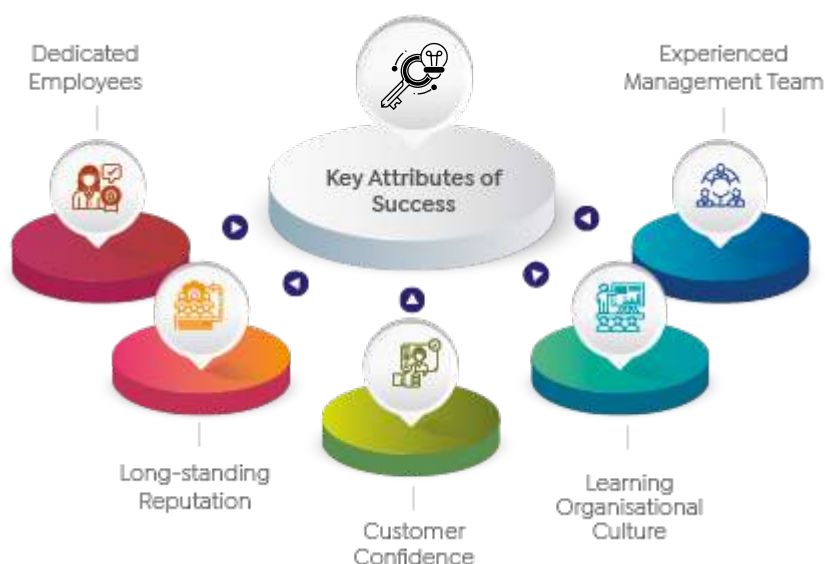 Dedicated
Employees
Experienced
Management Team
Key Attributes of
Success
Long-standing
Reputation
Learning
Organisational
Culture
Customer
Confidence